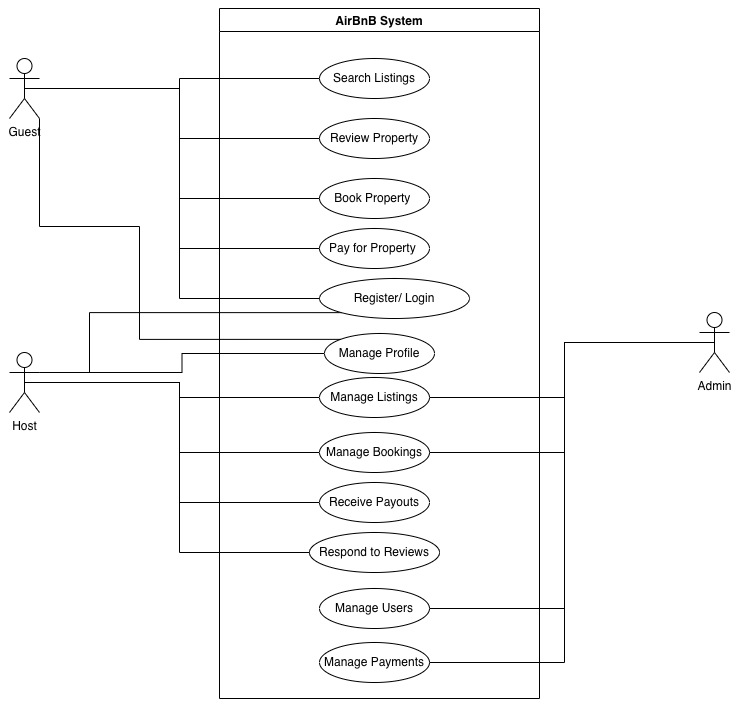 AirBnB System
Search Listings
Guest
Review Property
Book Property
Pay for Property
Register/ Login
Manage Profile
Admin
Manage Listings
Host
Manage Bookings
Receive Payouts
Respond to Reviews
Manage Users
Manage Payments